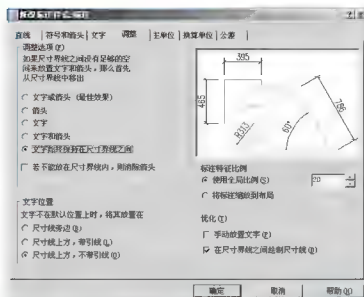 直线 符号和箭头 文字 调整 主单位 换算单位 公差
调整选项(F)
如果尺寸界线之间没有足够的空
间来放置文字和箭头,那么首先
从尺寸界线中移出
文字或箭头 (最佳效果)
箭头
文字
文字和箭头
文字始终保持在尺寸界线之间
若不能放在尺寸界线内,则消除箭头
文字位置
文字不在默认位置上时,将其放置在
尺寸线旁边(B)
尺寸线上方,带引线(L)
尺寸线上方,不带引线(O)
395
485
786
R313
60°
标注特征比例
使用全局比例(S)
20
将标注缩放到布局
优化(T)
手动放置文字(P)
在尺寸界线之间绘制尺寸线(D)
确定 取消 帮助(H)